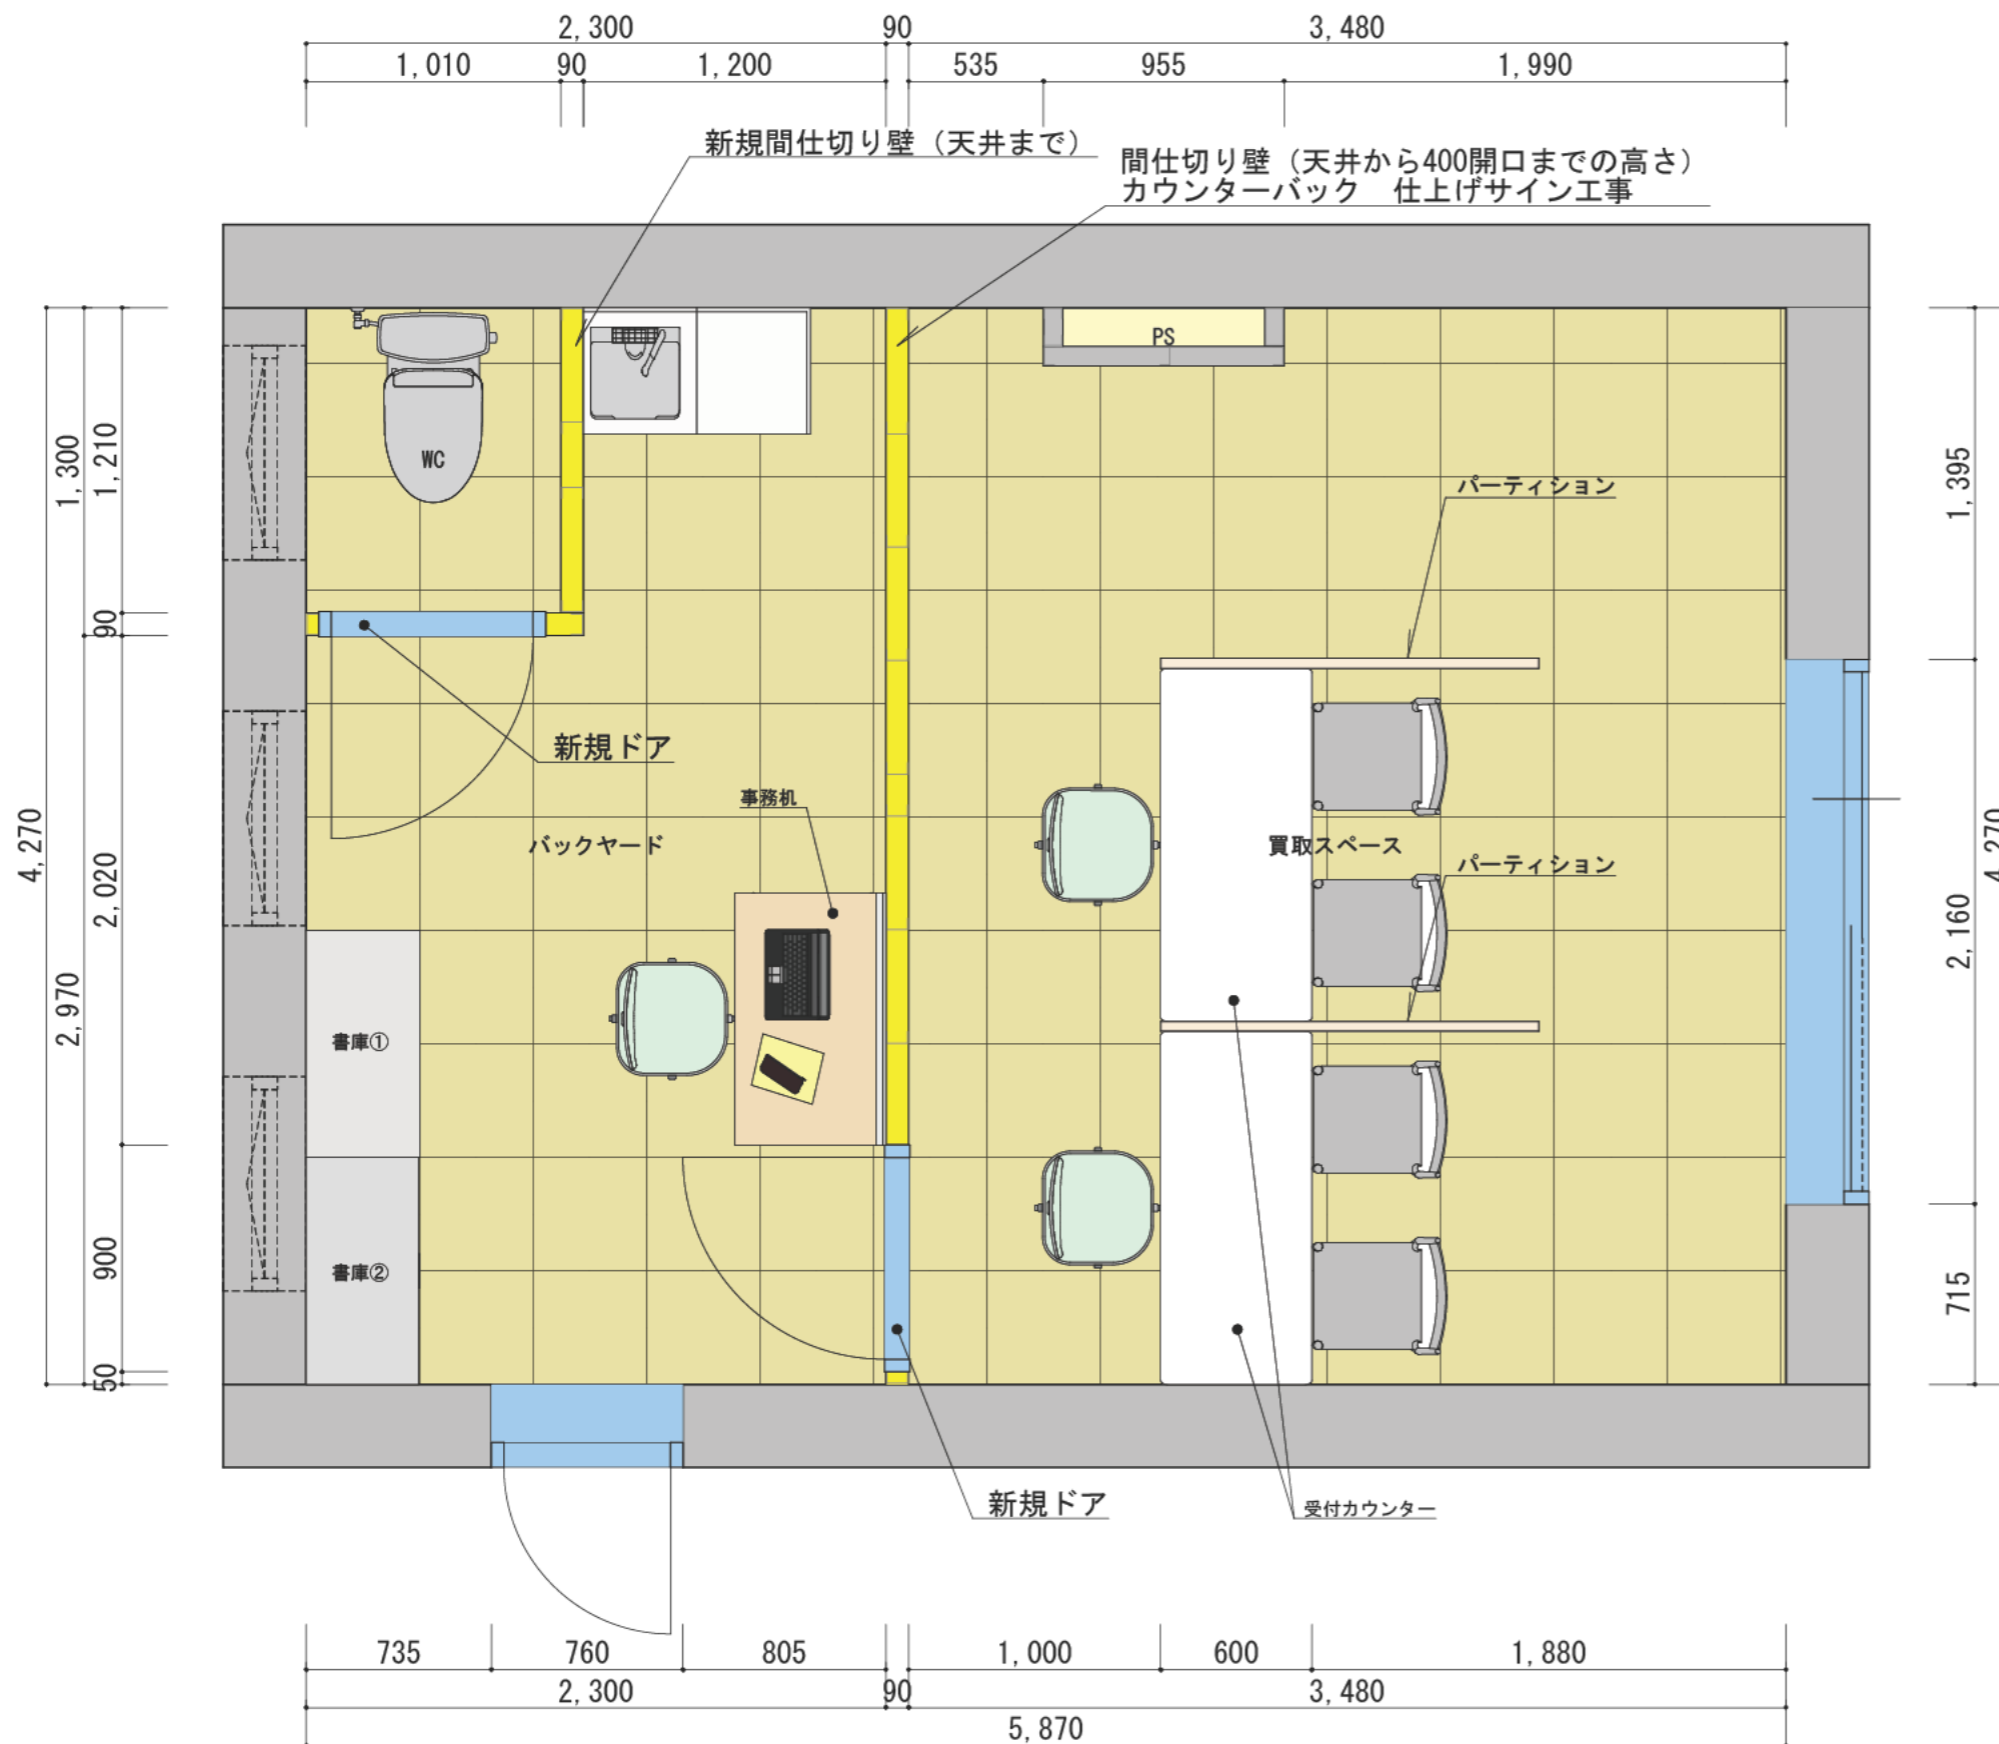 2,300 90 3,480
1,010 90 1,200 535 955 1,990
新規間仕切り壁（天井まで）
間仕切り壁（天井から400開口までの高さ）
カウンターバック　仕上げサイン工事
PS
WC
パーティション
新規ドア
事務机
バックヤード
買取スペース
パーティション
書庫①
書庫②
新規ドア
受付カウンター
4,270
1,300
2,970
1,210
90
2,020
900
50
1,395
2,160
715
4,270
735 760 805 1,000 600 1,880
2,300 90 3,480
5,870